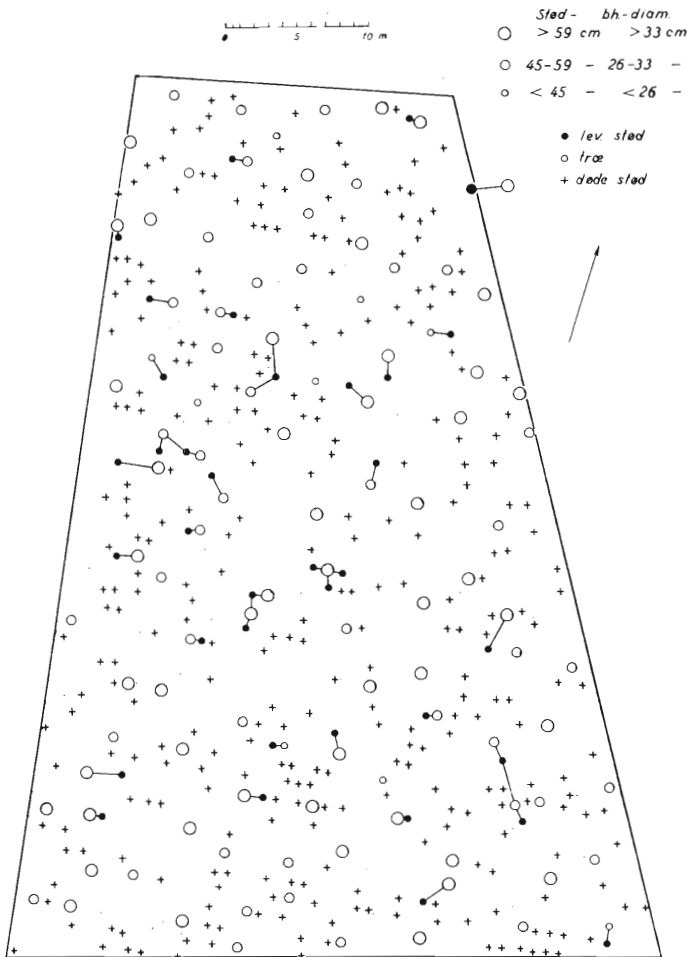 0 5 10 m
Stød- bh.-diam.
> 59 cm > 33 cm
45-59 - 26-33 -
< 45 - < 26 -
lev. stød
træ
døde stød